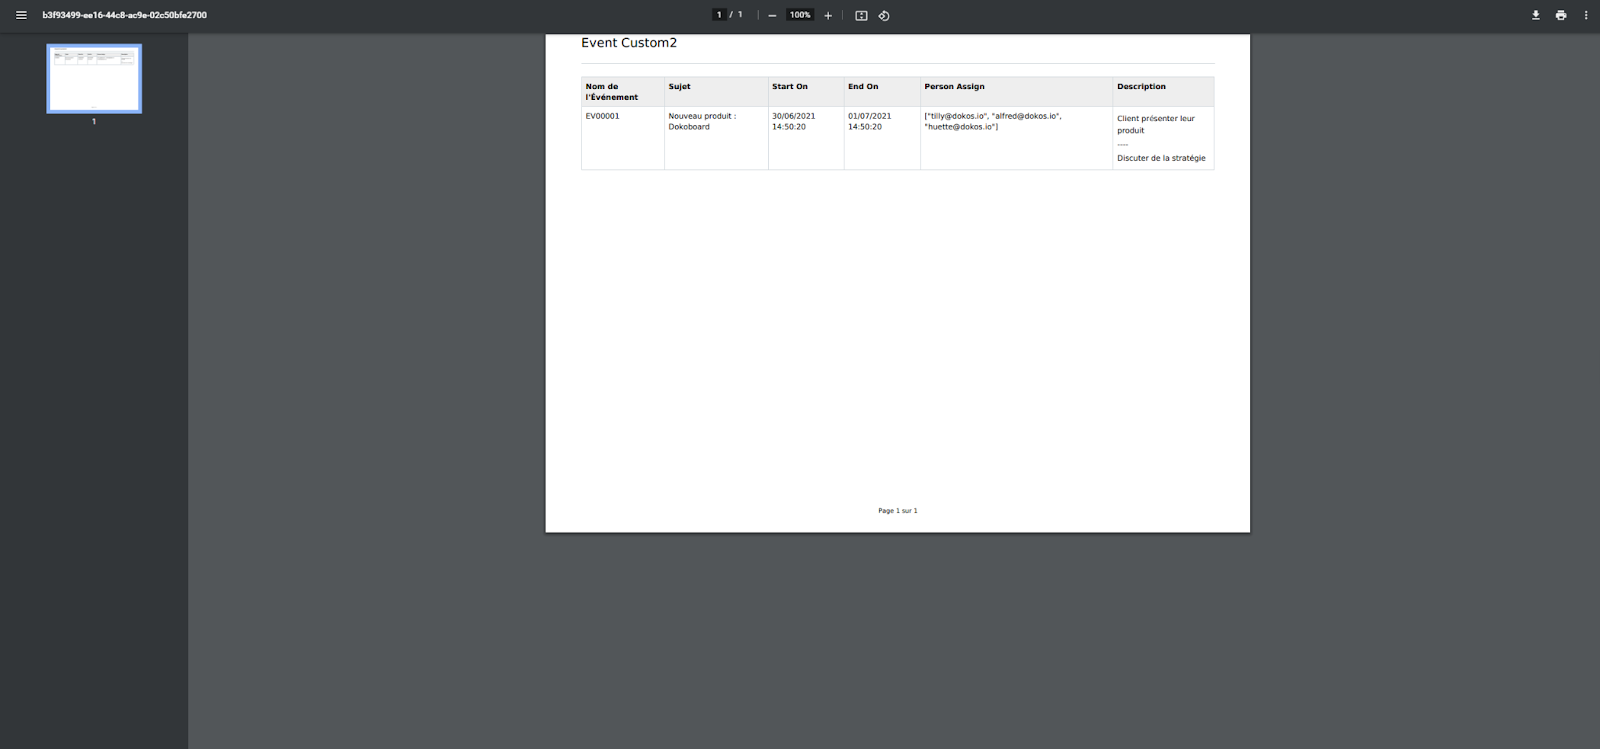 b3f93499-ee16-44c8-ac9e-02c50bfe2700
1 / 1
100%
1
Event Custom2
Nom de
l'Événement
Sujet
Start On
End On
Person Assign
Description
EV00001
Nouveau produit :
Dokoboard
30/06/2021
14:50:20
01/07/2021
14:50:20
["tilly@dokos.io", "alfred@dokos.io",
"huette@dokos.io"]
Client présenter leur
produit
----
Discuter de la stratégie
Page 1 sur 1